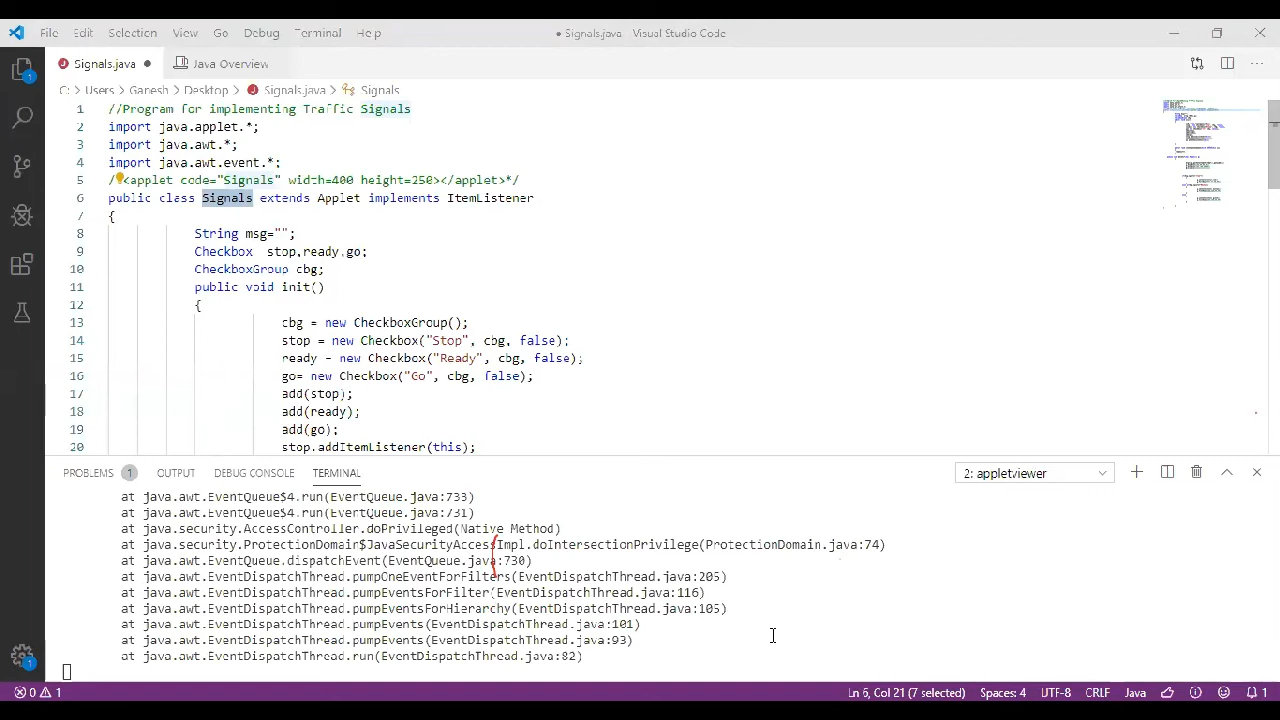 File Edit Selection View Go Debug Terminal Help ● Signals.java - Visual Studio Code
Signals.java ● Java Overview
C: > Users > Ganesh > Desktop > Signals.java > Signals
1 //Program for implementing Traffic Signals
2 import java.applet.*;
3 import java.awt.*;
4 import java.awt.event.*;
5 /*<applet code="Signals" width=400 height=250></applet>*/
6 public class Signals extends Applet implements ItemListener
7 {
8 String msg="";
9 Checkbox stop,ready,go;
10 CheckboxGroup cbg;
11 public void init()
12 {
13 cbg = new CheckboxGroup();
14 stop = new Checkbox("Stop", cbg, false);
15 ready = new Checkbox("Ready", cbg, false);
16 go= new Checkbox("Go", cbg, false);
17 add(stop);
18 add(ready);
19 add(go);
20 stop.addItemListener(this);
PROBLEMS 1 OUTPUT DEBUG CONSOLE TERMINAL 2: appletviewer
at java.awt.EventQueue$4.run(EventQueue.java:733)
at java.awt.EventQueue$4.run(EventQueue.java:731)
at java.security.AccessController.doPrivileged(Native Method)
at java.security.ProtectionDomain$JavaSecurityAccessImpl.doIntersectionPrivilege(ProtectionDomain.java:74)
at java.awt.EventQueue.dispatchEvent(EventQueue.java:730)
at java.awt.EventDispatchThread.pumpOneEventForFilters(EventDispatchThread.java:205)
at java.awt.EventDispatchThread.pumpEventsForFilter(EventDispatchThread.java:116)
at java.awt.EventDispatchThread.pumpEventsForHierarchy(EventDispatchThread.java:105)
at java.awt.EventDispatchThread.pumpEvents(EventDispatchThread.java:101)
at java.awt.EventDispatchThread.pumpEvents(EventDispatchThread.java:93)
at java.awt.EventDispatchThread.run(EventDispatchThread.java:82)
0 1 Ln 6, Col 21 (7 selected) Spaces: 4 UTF-8 CRLF Java 1